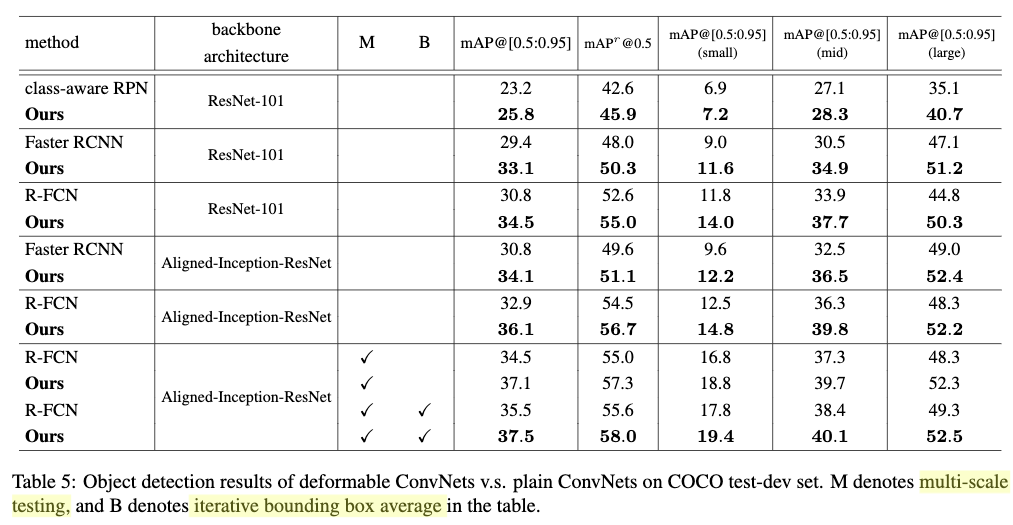 method backbone architecture M B mAP@[0.5:0.95] mAPʳ@0.5 mAP@[0.5:0.95] (small) mAP@[0.5:0.95] (mid) mAP@[0.5:0.95] (large)
class-aware RPN ResNet-101 23.2 42.6 6.9 27.1 35.1
Ours 25.8 45.9 7.2 28.3 40.7
Faster RCNN ResNet-101 29.4 48.0 9.0 30.5 47.1
Ours 33.1 50.3 11.6 34.9 51.2
R-FCN ResNet-101 30.8 52.6 11.8 33.9 44.8
Ours 34.5 55.0 14.0 37.7 50.3
Faster RCNN Aligned-Inception-ResNet 30.8 49.6 9.6 32.5 49.0
Ours 34.1 51.1 12.2 36.5 52.4
R-FCN Aligned-Inception-ResNet 32.9 54.5 12.5 36.3 48.3
Ours 36.1 56.7 14.8 39.8 52.2
R-FCN Aligned-Inception-ResNet ✓ 34.5 55.0 16.8 37.3 48.3
Ours ✓ 37.1 57.3 18.8 39.7 52.3
R-FCN ✓ ✓ 35.5 55.6 17.8 38.4 49.3
Ours ✓ ✓ 37.5 58.0 19.4 40.1 52.5
Table 5: Object detection results of deformable ConvNets v.s. plain ConvNets on COCO test-dev set. M denotes multi-scale
testing, and B denotes iterative bounding box average in the table.